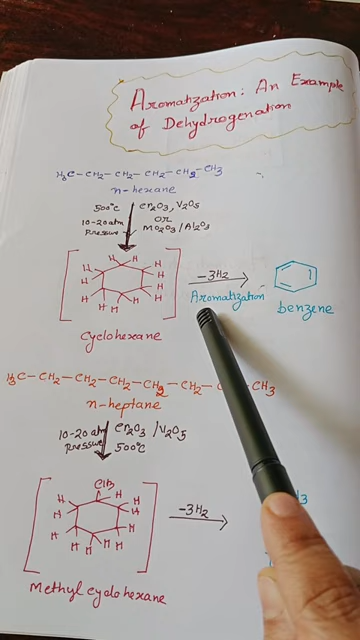 Aromatization: An Example
of Dehydrogenation
H3C-CH2-CH2-CH2-CH2-CH3
n-hexane
500°C
Cr2O3, V2O5
10-20 atm
or
Pressure
Mo2O3/Al2O3
H H H H H H H H H H H H
-3H2
Aromatization
Cyclohexane
benzene
H3C-CH2-CH2-CH2-CH2-CH2- CH3
n-heptane
10-20 atm
Cr2O3/V2O5
Pressure
500°C
CH3
H H H H H H H H H H
-3H2
Methylcyclohexane